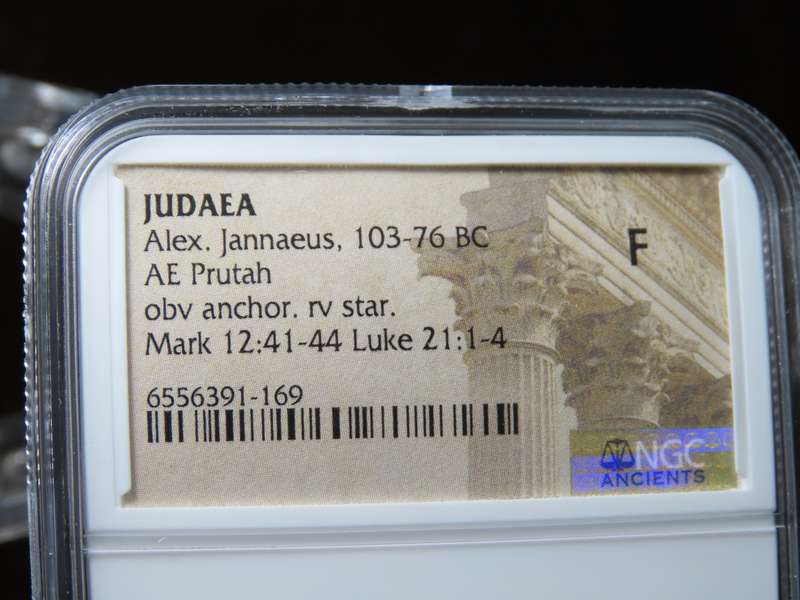 JUDAEA
Alex. Jannaeus, 103-76 BC
F
AE Prutah
obv anchor. rv star.
Mark 12:41-44 Luke 21:1-4
6556391-169
NGC
ANCIENTS